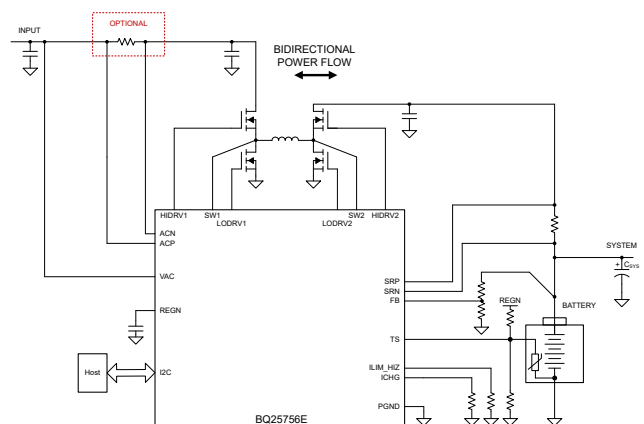 INPUT
OPTIONAL
BIDIRECTIONAL
POWER FLOW
HIDRV1
SW1
LODRV1
LODRV2
SW2
HIDRV2
ACN
ACP
VAC
REGN
Host
I2C
SRP
SRN
FB
TS
ILIM_HIZ
ICHG
PGND
SYSTEM
+ CSYS
REGN
BATTERY
BQ25756E